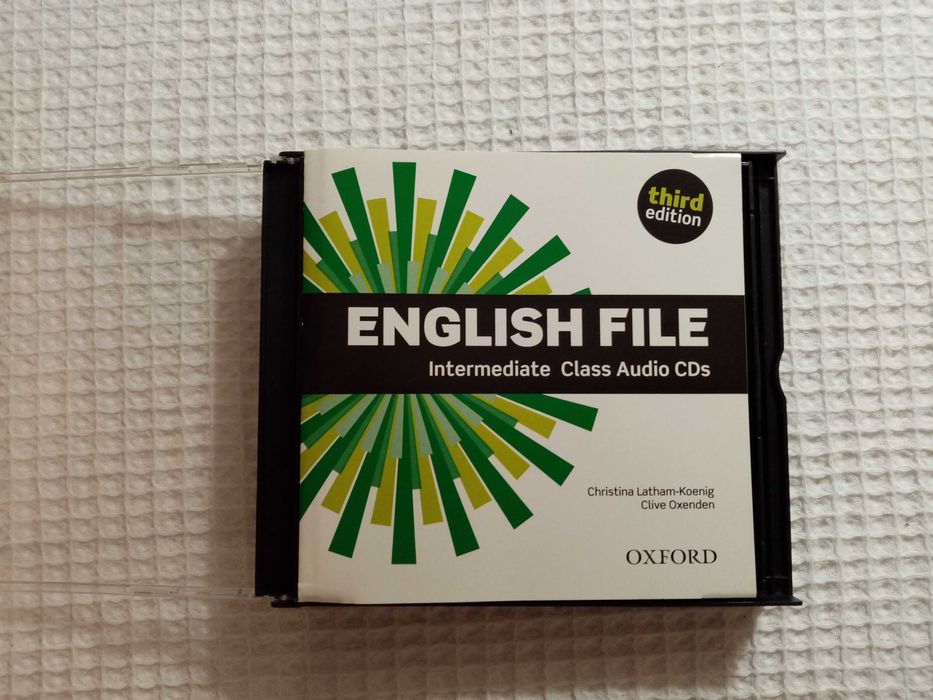 third
edition
ENGLISH FILE
Intermediate Class Audio CDs
Christina Latham-Koenig
Clive Oxenden
OXFORD